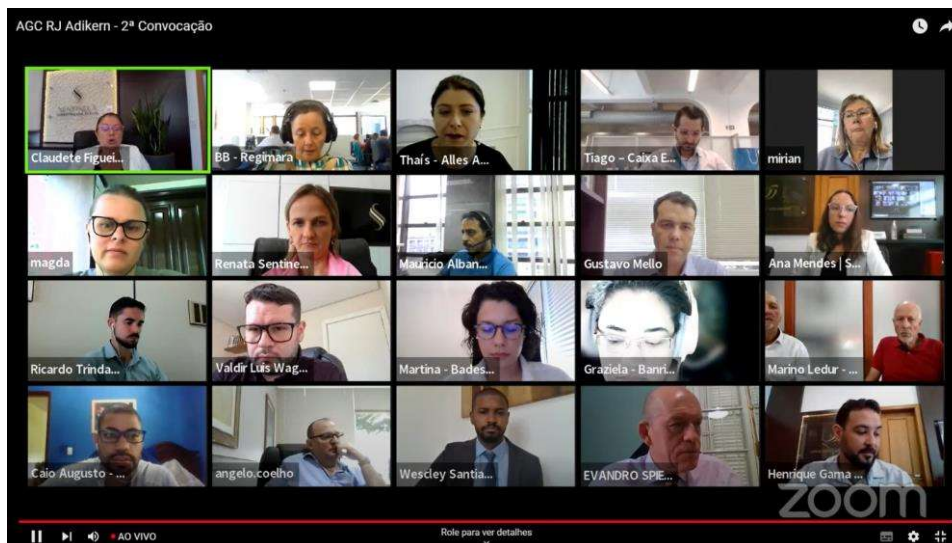 AGC RJ Adikern - 2ª Convocação
Claudete Figuei...
BB - Regimara
Thaís - Alles A...
Tiago – Caixa E...
mirian
magda
Renata Sentine...
Mauricio Alban...
Gustavo Mello
Ana Mendes | S...
Ricardo Trinda...
Valdir Luis Wag...
Martina - Bades...
Graziela - Banri...
Marino Ledur - ...
Caio Augusto - ...
angelo.coelho
Wescley Santia...
EVANDRO SPIE...
Henrique Gama ...
zoom
AO VIVO
Role para ver detalhes